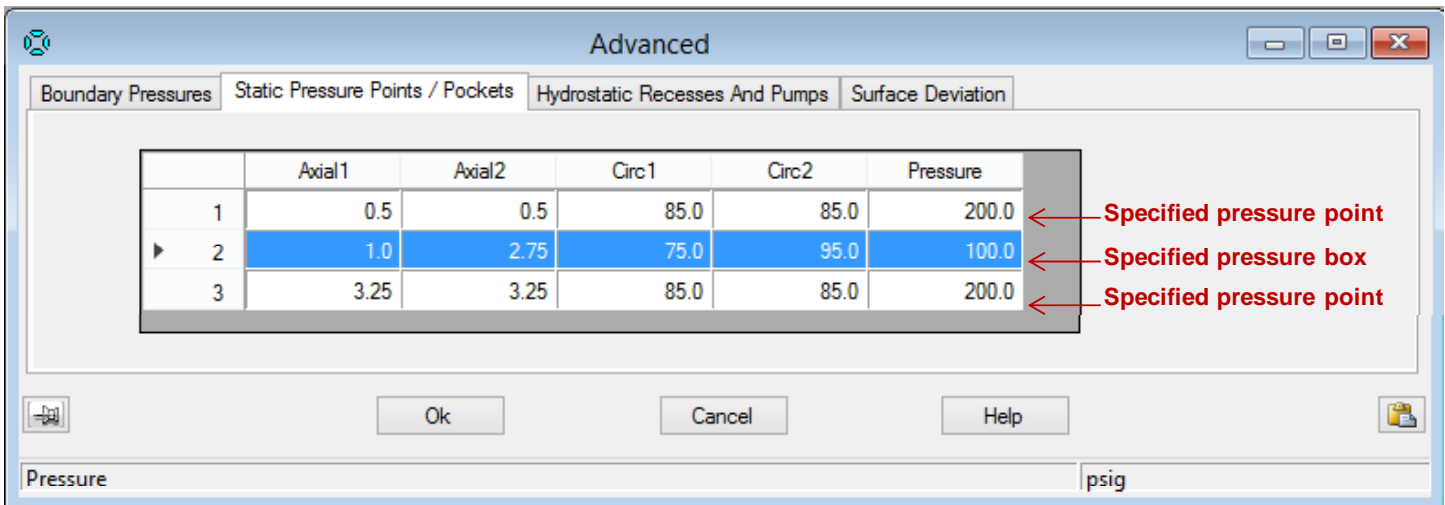 Advanced
Boundary Pressures Static Pressure Points / Pockets Hydrostatic Recesses And Pumps Surface Deviation
Axial1 Axial2 Circ1 Circ2 Pressure
1 0.5 0.5 85.0 85.0 200.0 Specified pressure point
2 1.0 2.75 75.0 95.0 100.0 Specified pressure box
3 3.25 3.25 85.0 85.0 200.0 Specified pressure point
Ok Cancel Help
Pressure psig